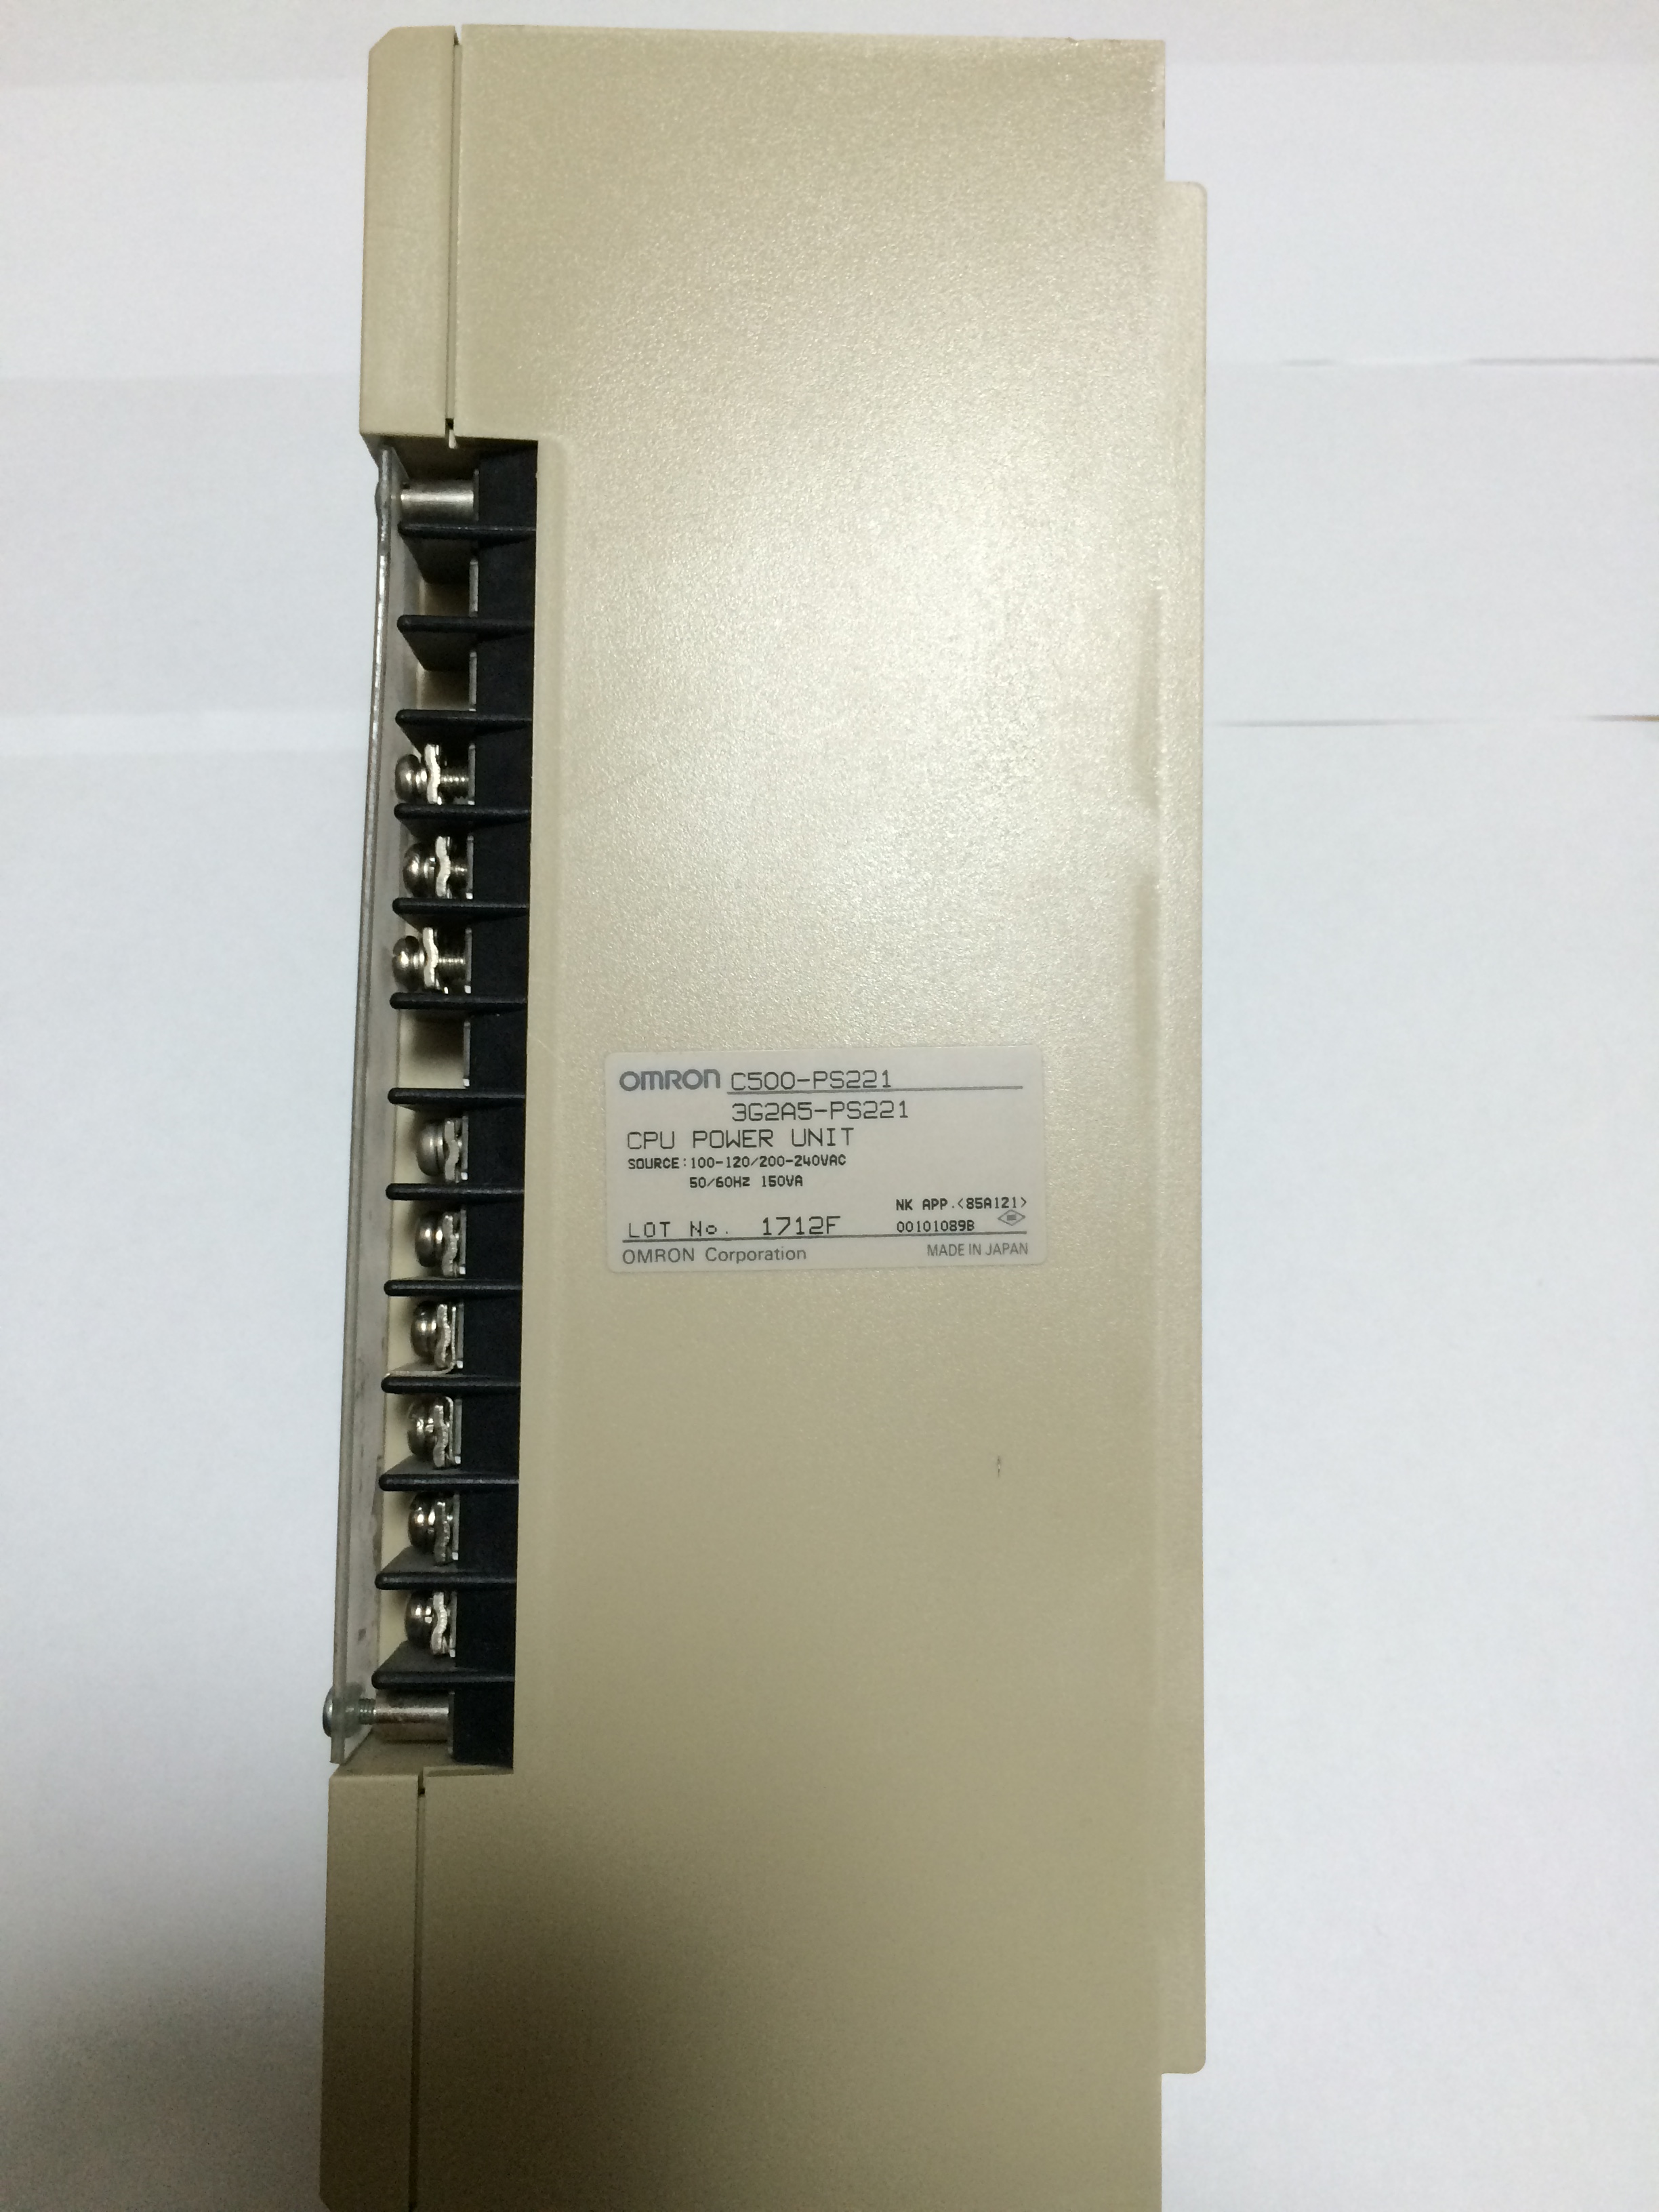 OMRON C500-PS221
3G2A5-PS221
CPU POWER UNIT
SOURCE:100-120/200-240VAC
50/60Hz 150VA
NK APP.<85A121>
LOT No. 1712F 00101089B
OMRON Corporation MADE IN JAPAN